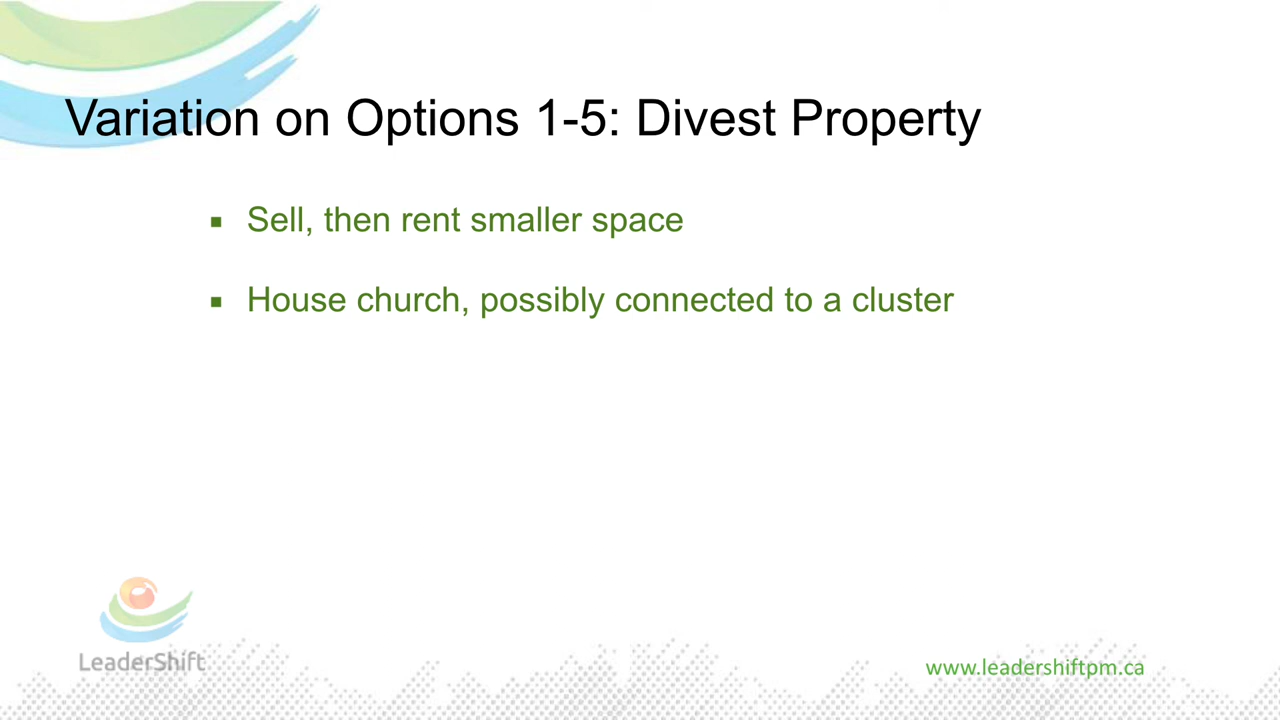 Variation on Options 1-5: Divest Property
▪ Sell, then rent smaller space
▪ House church, possibly connected to a cluster
LeaderShift
www.leadershiftpm.ca